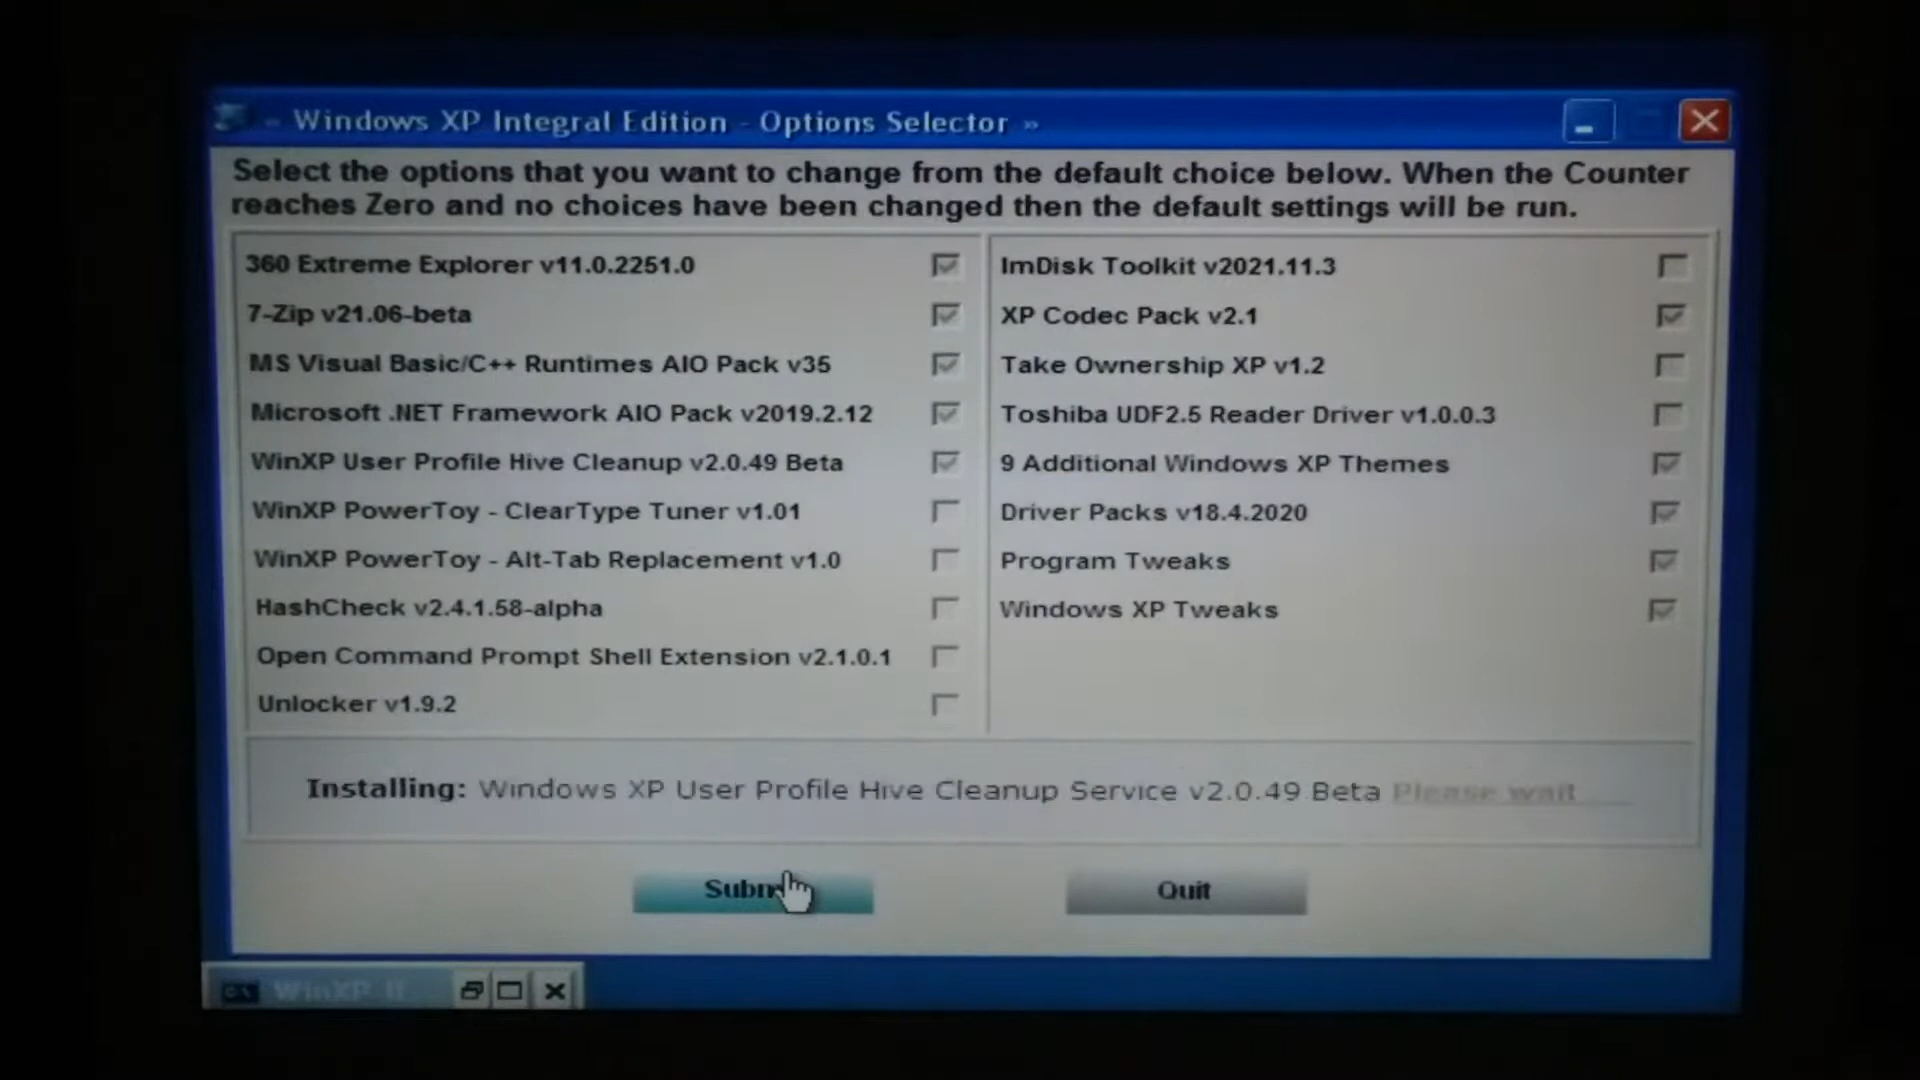 - Windows XP Integral Edition - Options Selector »
Select the options that you want to change from the default choice below. When the Counter
reaches Zero and no choices have been changed then the default settings will be run.
360 Extreme Explorer v11.0.2251.0
7-Zip v21.06-beta
MS Visual Basic/C++ Runtimes AIO Pack v35
Microsoft .NET Framework AIO Pack v2019.2.12
WinXP User Profile Hive Cleanup v2.0.49 Beta
WinXP PowerToy - ClearType Tuner v1.01
WinXP PowerToy - Alt-Tab Replacement v1.0
HashCheck v2.4.1.58-alpha
Open Command Prompt Shell Extension v2.1.0.1
Unlocker v1.9.2
ImDisk Toolkit v2021.11.3
XP Codec Pack v2.1
Take Ownership XP v1.2
Toshiba UDF2.5 Reader Driver v1.0.0.3
9 Additional Windows XP Themes
Driver Packs v18.4.2020
Program Tweaks
Windows XP Tweaks
Installing: Windows XP User Profile Hive Cleanup Service v2.0.49 Beta Please wait
Quit
WinXP